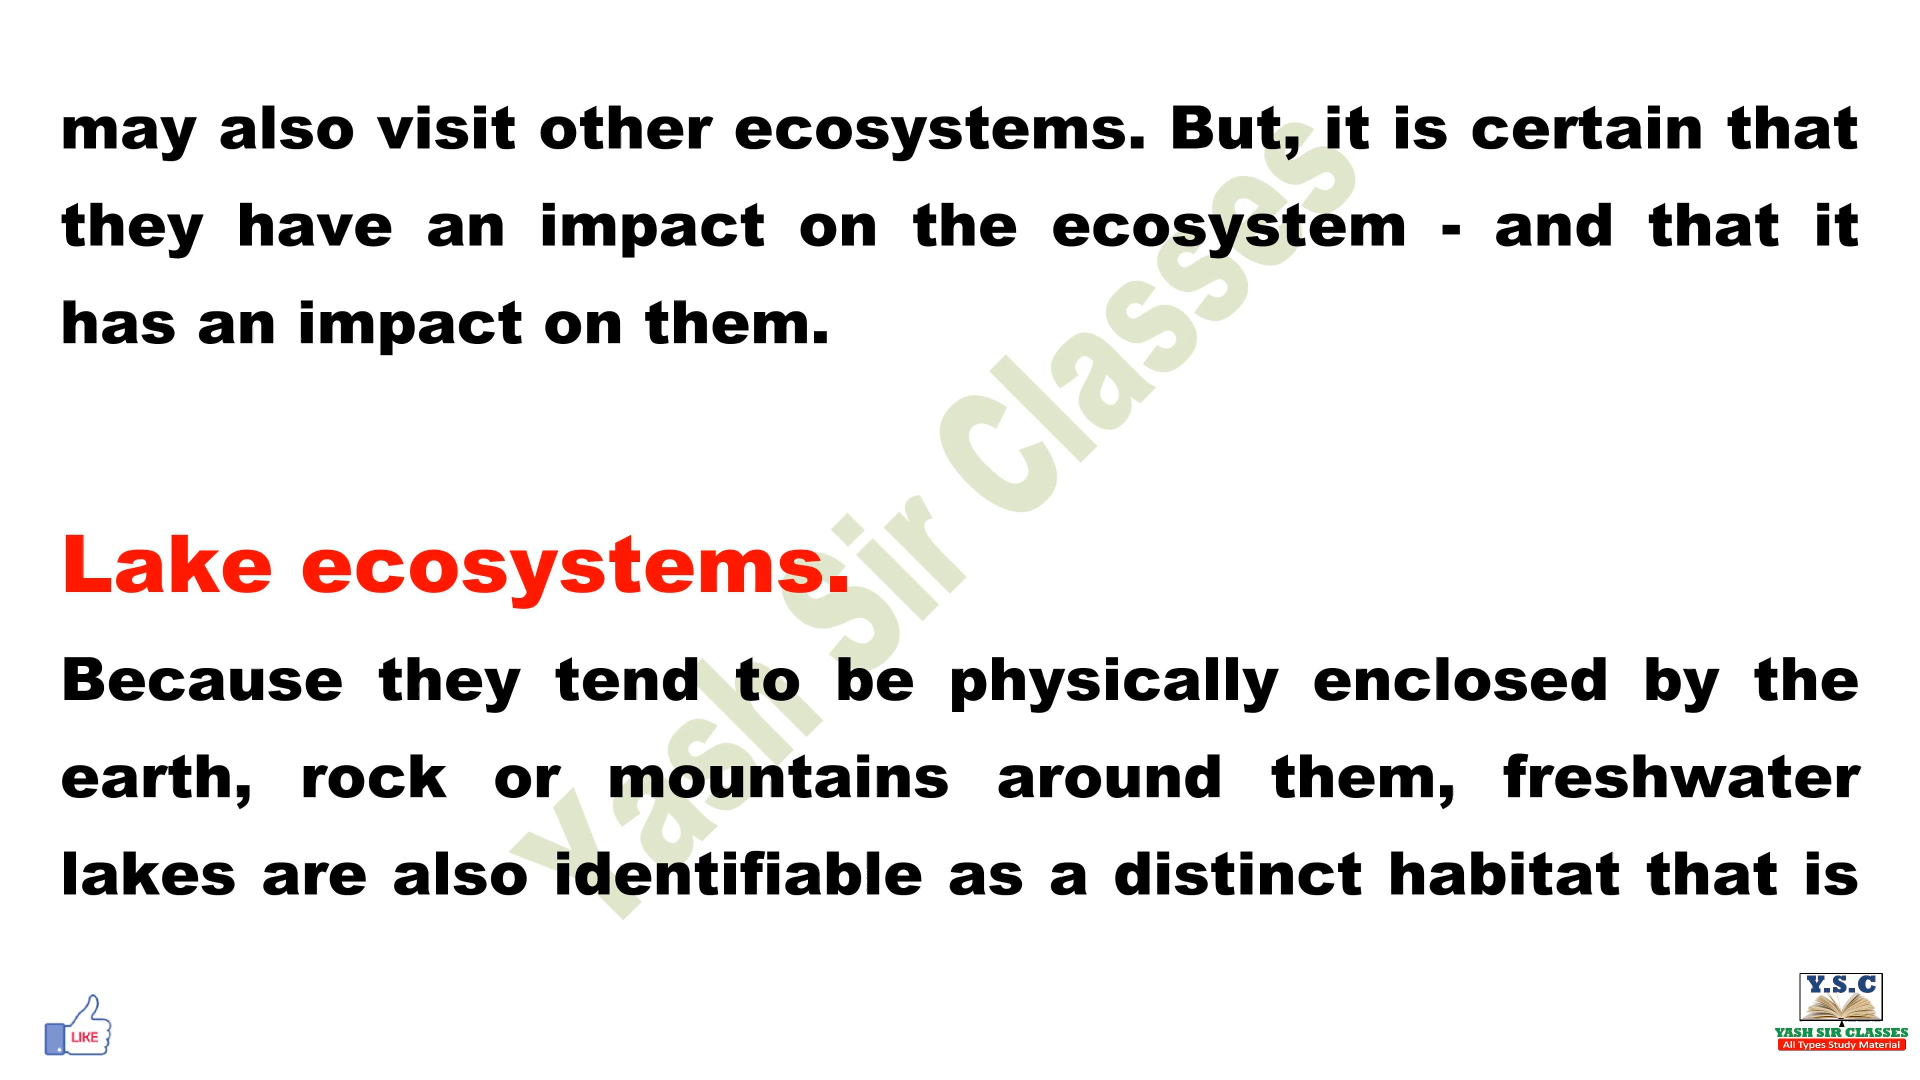 may also visit other ecosystems. But, it is certain that
they have an impact on the ecosystem - and that it
has an impact on them.
Lake ecosystems.
Because they tend to be physically enclosed by the
earth, rock or mountains around them, freshwater
lakes are also identifiable as a distinct habitat that is
Yash Sir Classes
LIKE
Y.S.C
YASH SIR CLASSES
All Types Study Material